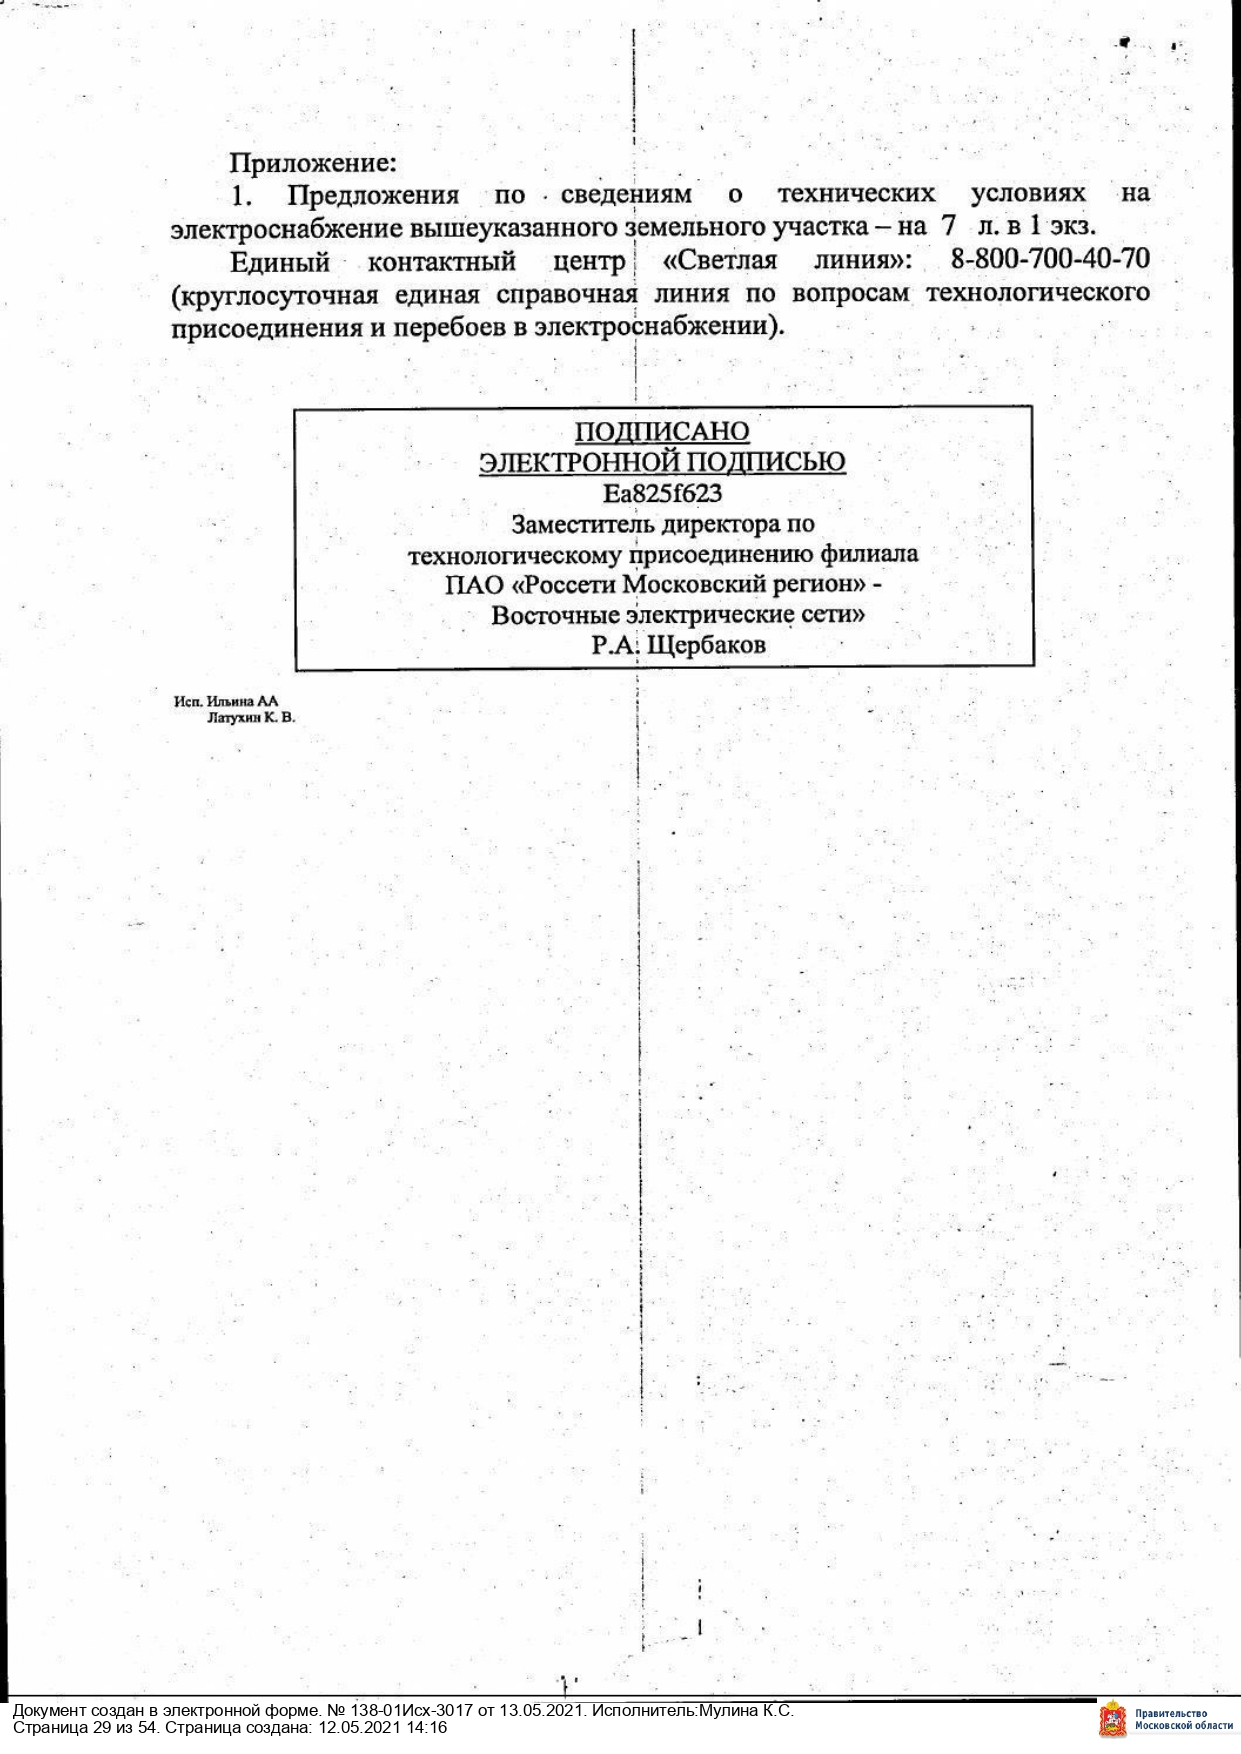 Приложение:
1. Предложения по сведениям о технических условиях на
электроснабжение вышеуказанного земельного участка – на 7 л. в 1 экз.
Единый контактный центр «Светлая линия»: 8-800-700-40-70
(круглосуточная единая справочная линия по вопросам технологического
присоединения и перебоев в электроснабжении).
ПОДПИСАНО
ЭЛЕКТРОННОЙ ПОДПИСЬЮ
Ea825f623
Заместитель директора по
технологическому присоединению филиала
ПАО «Россети Московский регион» -
Восточные электрические сети»
Р.А. Щербаков
Исп. Ильина АА
Латухин К. В.
Документ создан в электронной форме. № 138-01Исх-3017 от 13.05.2021. Исполнитель:Мулина К.С.
Страница 29 из 54. Страница создана: 12.05.2021 14:16
Правительство
Московской области